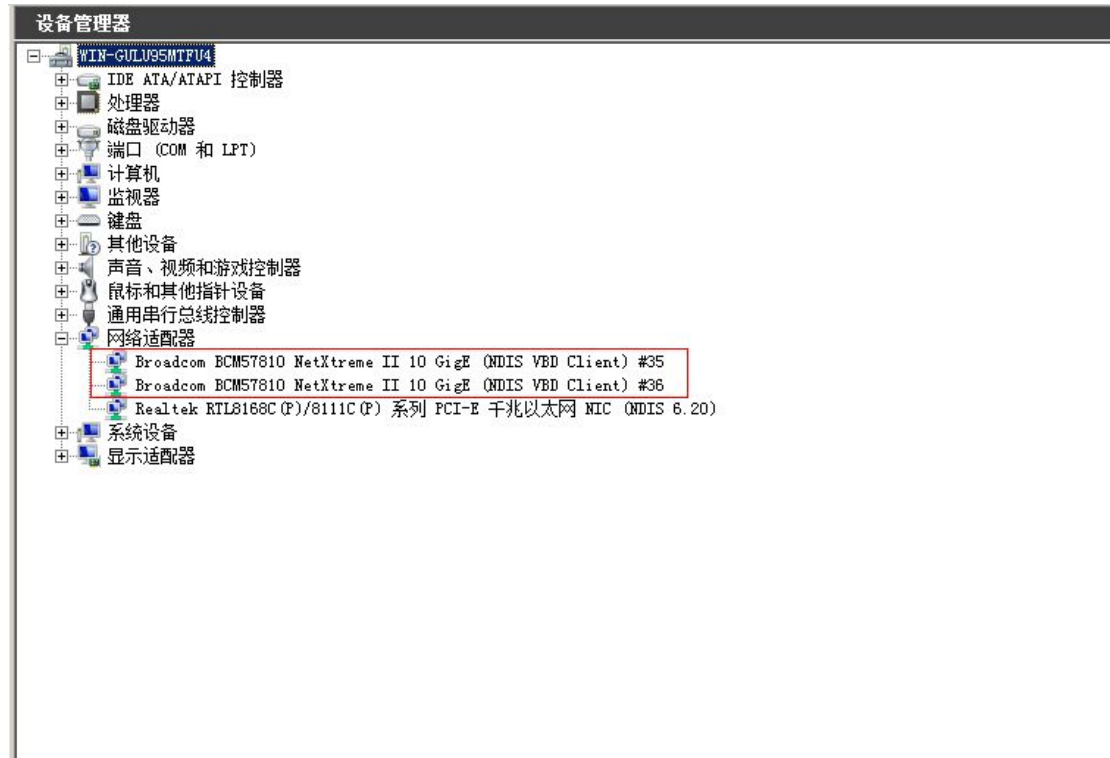 设备管理器
WIN-GULU95MTFU4
IDE ATA/ATAPI 控制器
处理器
磁盘驱动器
端口 (COM 和 LPT)
计算机
监视器
键盘
其他设备
声音、视频和游戏控制器
鼠标和其他指针设备
通用串行总线控制器
网络适配器
Broadcom BCM57810 NetXtreme II 10 GigE (NDIS VBD Client) #35
Broadcom BCM57810 NetXtreme II 10 GigE (NDIS VBD Client) #36
Realtek RTL8168C(P)/8111C(P) 系列 PCI-E 千兆以太网 NIC (NDIS 6.20)
系统设备
显示适配器